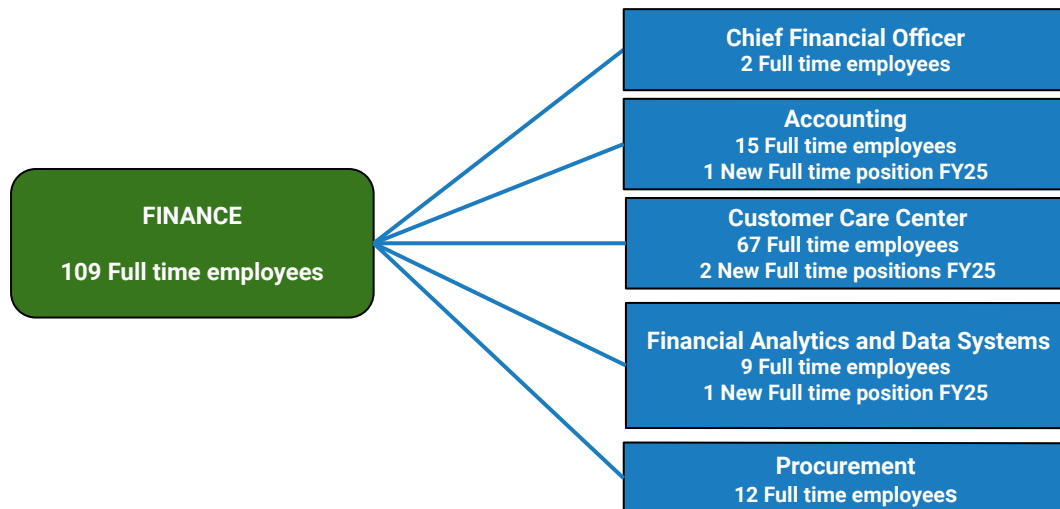 FINANCE
109 Full time employees
Chief Financial Officer
2 Full time employees
Accounting
15 Full time employees
1 New Full time position FY25
Customer Care Center
67 Full time employees
2 New Full time positions FY25
Financial Analytics and Data Systems
9 Full time employees
1 New Full time position FY25
Procurement
12 Full time employees